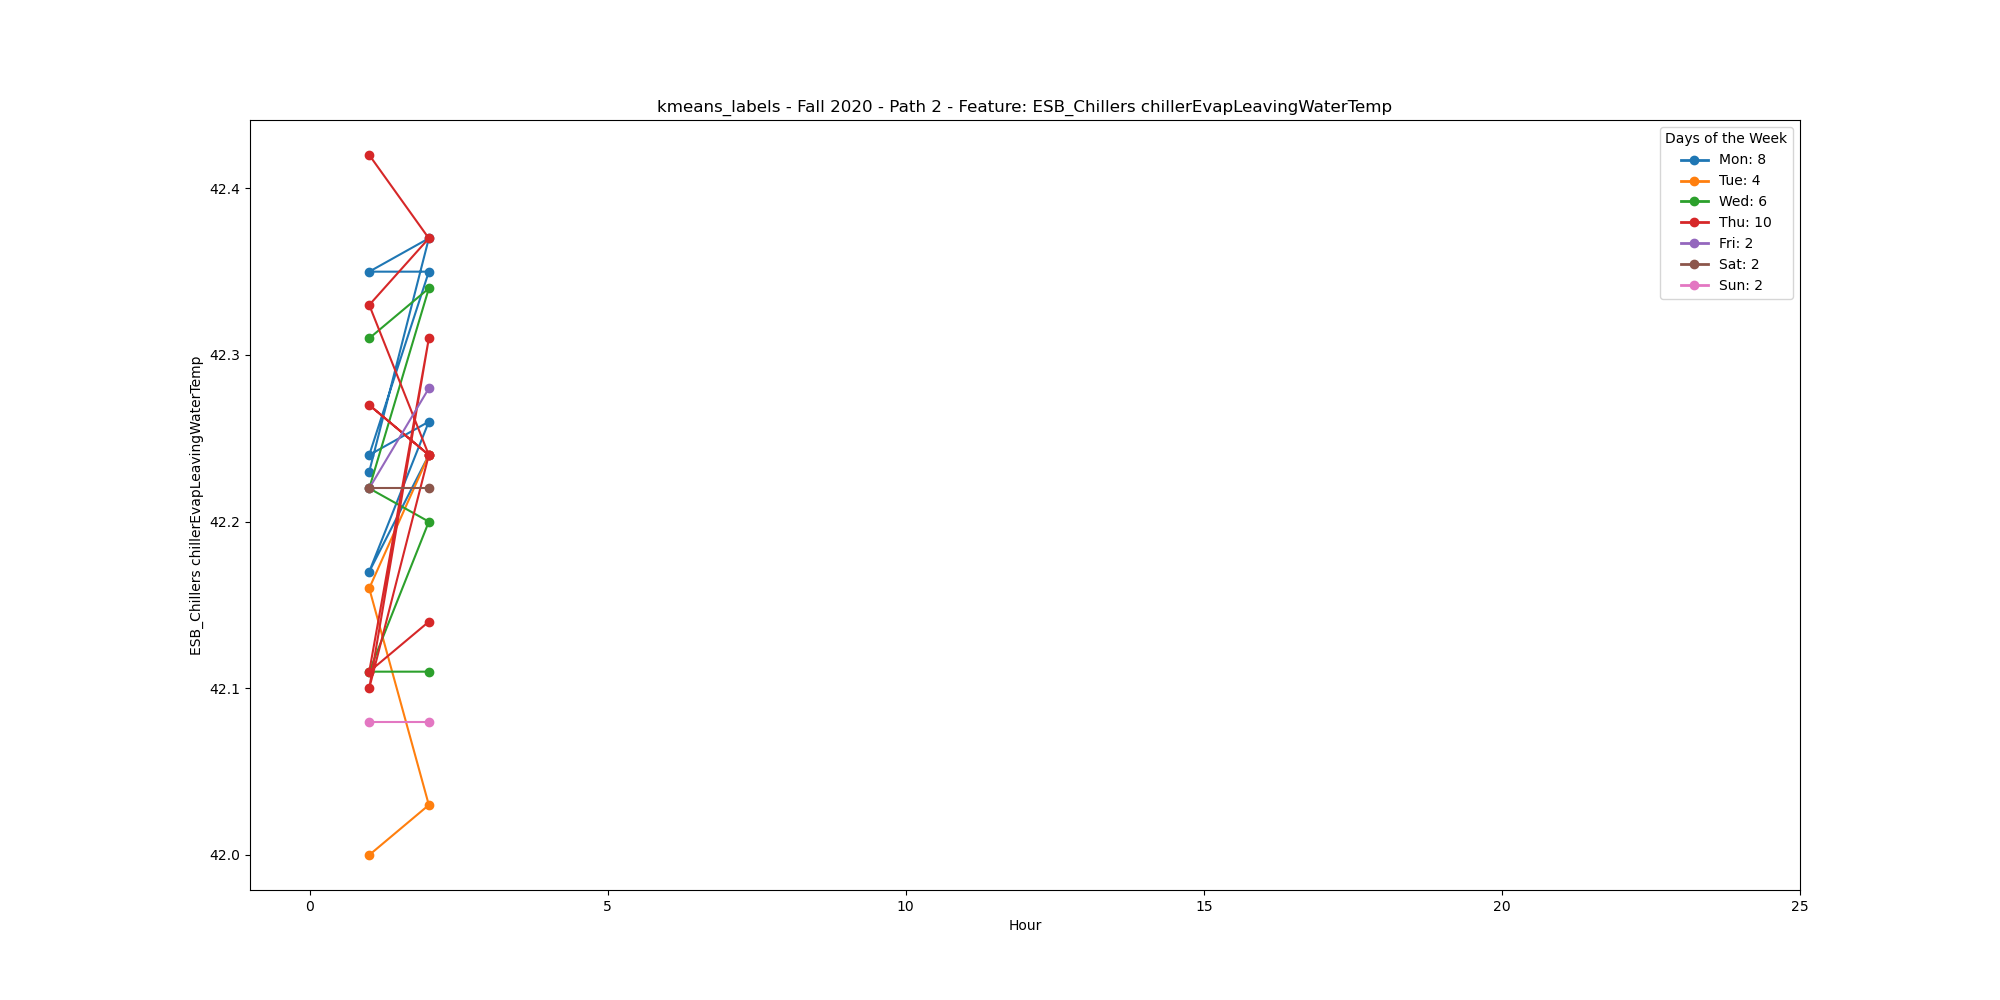 kmeans_labels - Fall 2020 - Path 2 - Feature: ESB_Chillers chillerEvapLeavingWaterTemp
Days of the Week
Mon: 8
Tue: 4
Wed: 6
Thu: 10
Fri: 2
Sat: 2
Sun: 2
ESB_Chillers chillerEvapLeavingWaterTemp
42.4
42.3
42.2
42.1
42.0
0 5 10 15 20 25
Hour